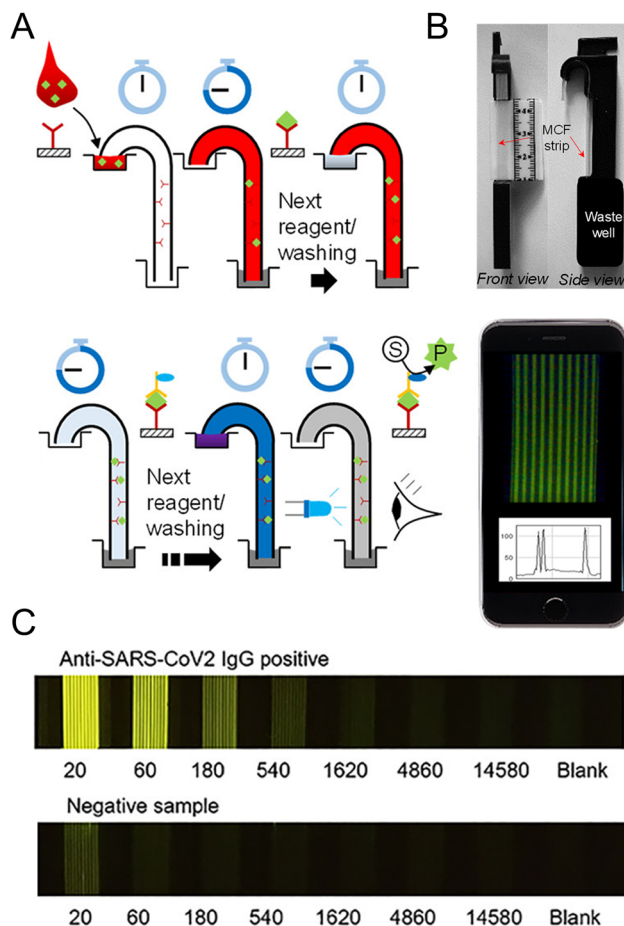 A
Next
reagent/
washing
Next
reagent/
washing
S
P
B
MCF
strip
Waste
well
Front view
Side view
100
50
0
C
Anti-SARS-CoV2 IgG positive
20 60 180 540 1620 4860 14580 Blank
Negative sample
20 60 180 540 1620 4860 14580 Blank